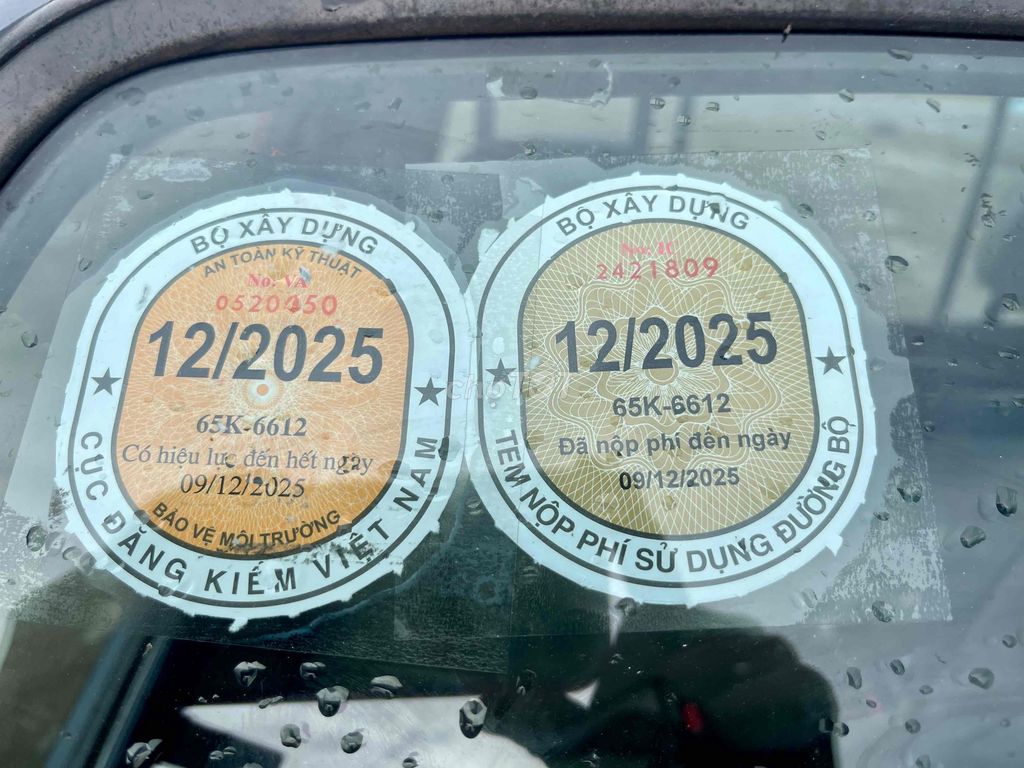 BỘ XÂY DỰNG
AN TOÀN KỸ THUẬT
No: VA
0520450
12/2025
65K-6612
Có hiệu lực đến hết ngày
09/12/2025
BẢO VỆ MÔI TRƯỜNG
CỤC ĐĂNG KIỂM VIỆT NAM
BỘ XÂY DỰNG
2421809
12/2025
65K-6612
Đã nộp phí đến ngày
09/12/2025
TEM NỘP PHÍ SỬ DỤNG ĐƯỜNG BỘ